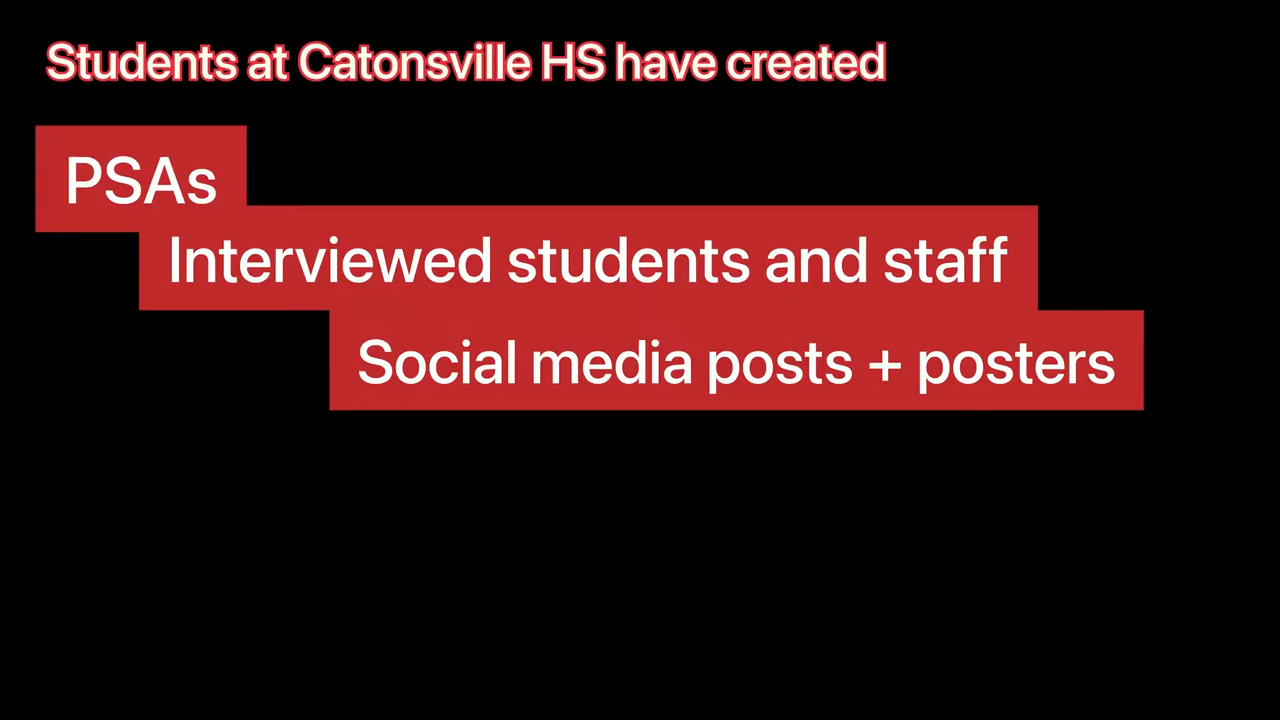 Students at Catonsville HS have created
PSAs
Interviewed students and staff
Social media posts + posters